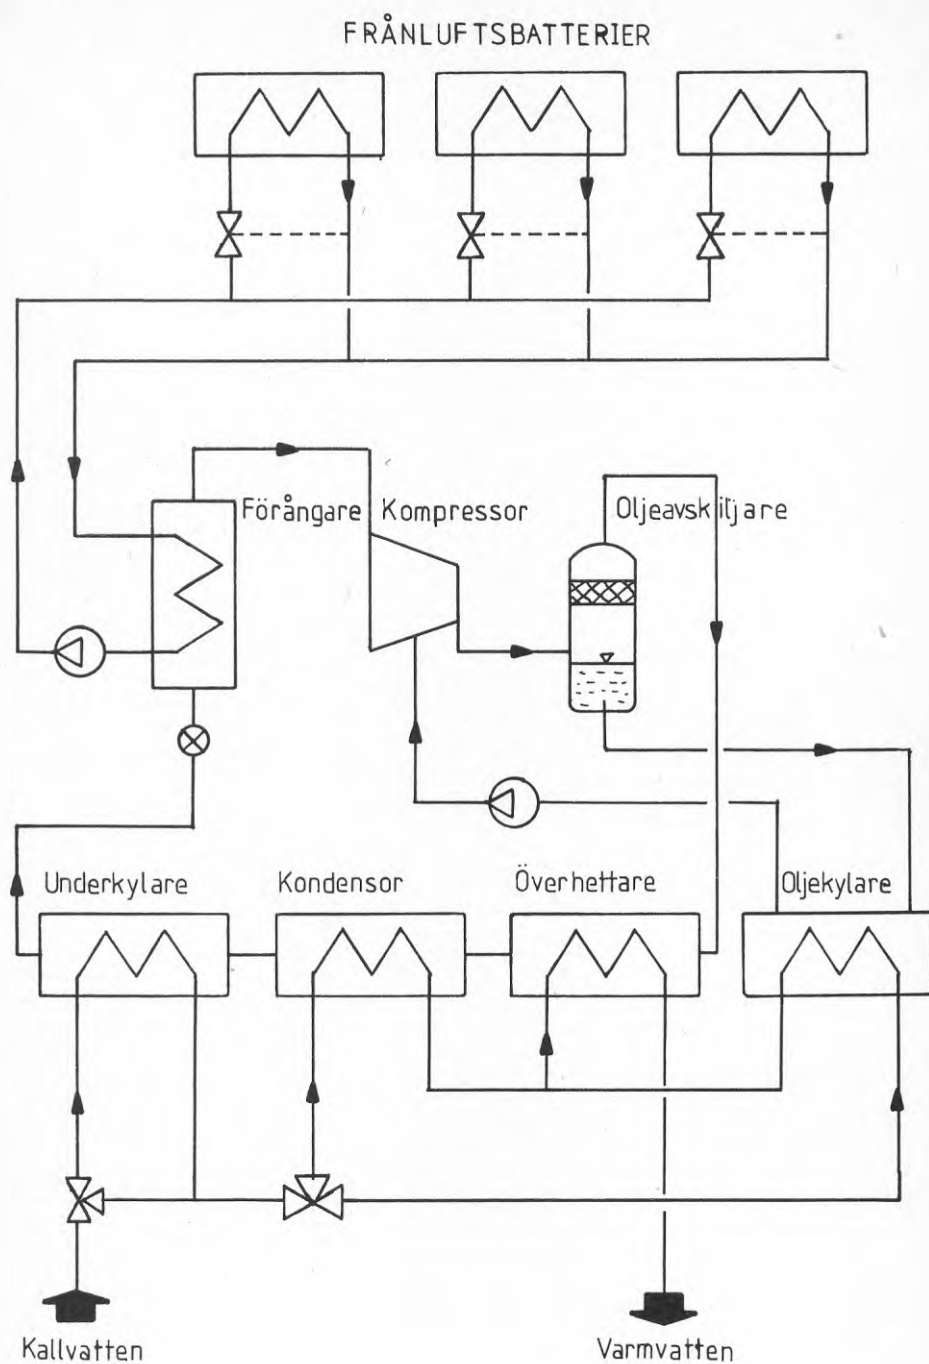 FRÅNLUFTSBATTERIER
Förångare
Kompressor
Oljeavskiljare
Underkylare
Kondensor
Överhettare
Oljekylare
Kallvatten
Varmvatten